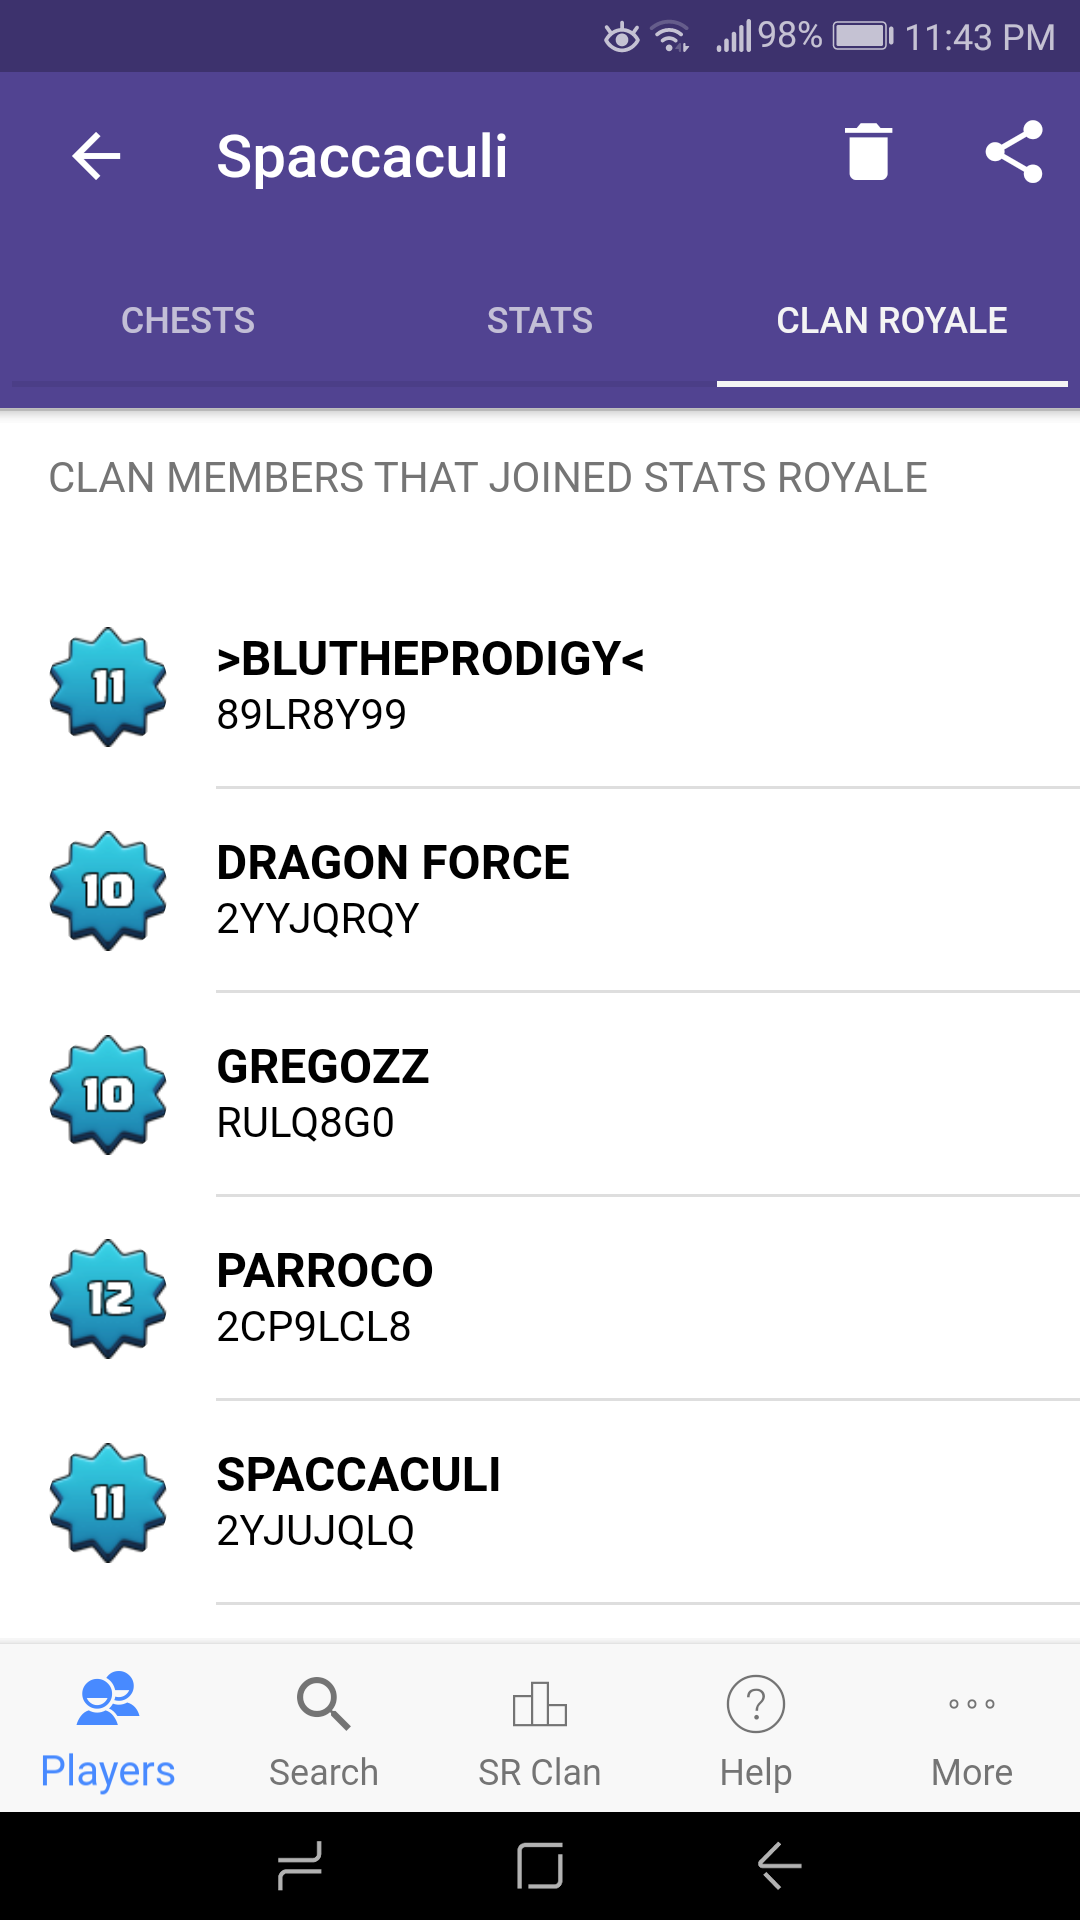 98% 11:43 PM
Spaccaculi
CHESTS STATS CLAN ROYALE
CLAN MEMBERS THAT JOINED STATS ROYALE
11 >BLUTHEPRODIGY<
89LR8Y99
10 DRAGON FORCE
2YYJQRQY
10 GREGOZZ
RULQ8G0
12 PARROCO
2CP9LCL8
11 SPACCACULI
2YJUJQLQ
Players Search SR Clan Help More